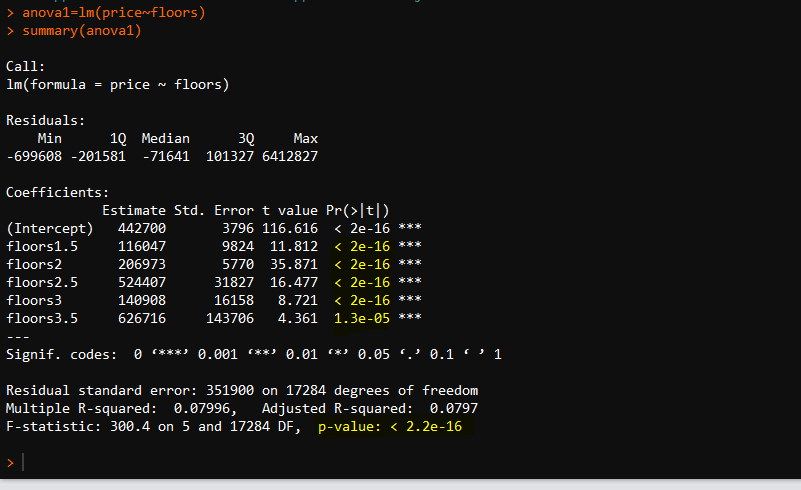 > anova1=lm(price~floors)
> summary(anova1)
Call:
lm(formula = price ~ floors)
Residuals:
    Min      1Q  Median      3Q     Max
-699608 -201581  -71641  101327 6412827
Coefficients:
            Estimate Std. Error t value Pr(>|t|)
(Intercept)   442700       3796 116.616  < 2e-16 ***
floors1.5     116047       9824  11.812  < 2e-16 ***
floors2       206973       5770  35.871  < 2e-16 ***
floors2.5     524407      31827  16.477  < 2e-16 ***
floors3       140908      16158   8.721  < 2e-16 ***
floors3.5     626716     143706   4.361  1.3e-05 ***
---
Signif. codes:  0 ‘***’ 0.001 ‘**’ 0.01 ‘*’ 0.05 ‘.’ 0.1 ‘ ’ 1
Residual standard error: 351900 on 17284 degrees of freedom
Multiple R-squared:  0.07996,   Adjusted R-squared:  0.0797
F-statistic: 300.4 on 5 and 17284 DF,  p-value: < 2.2e-16
>